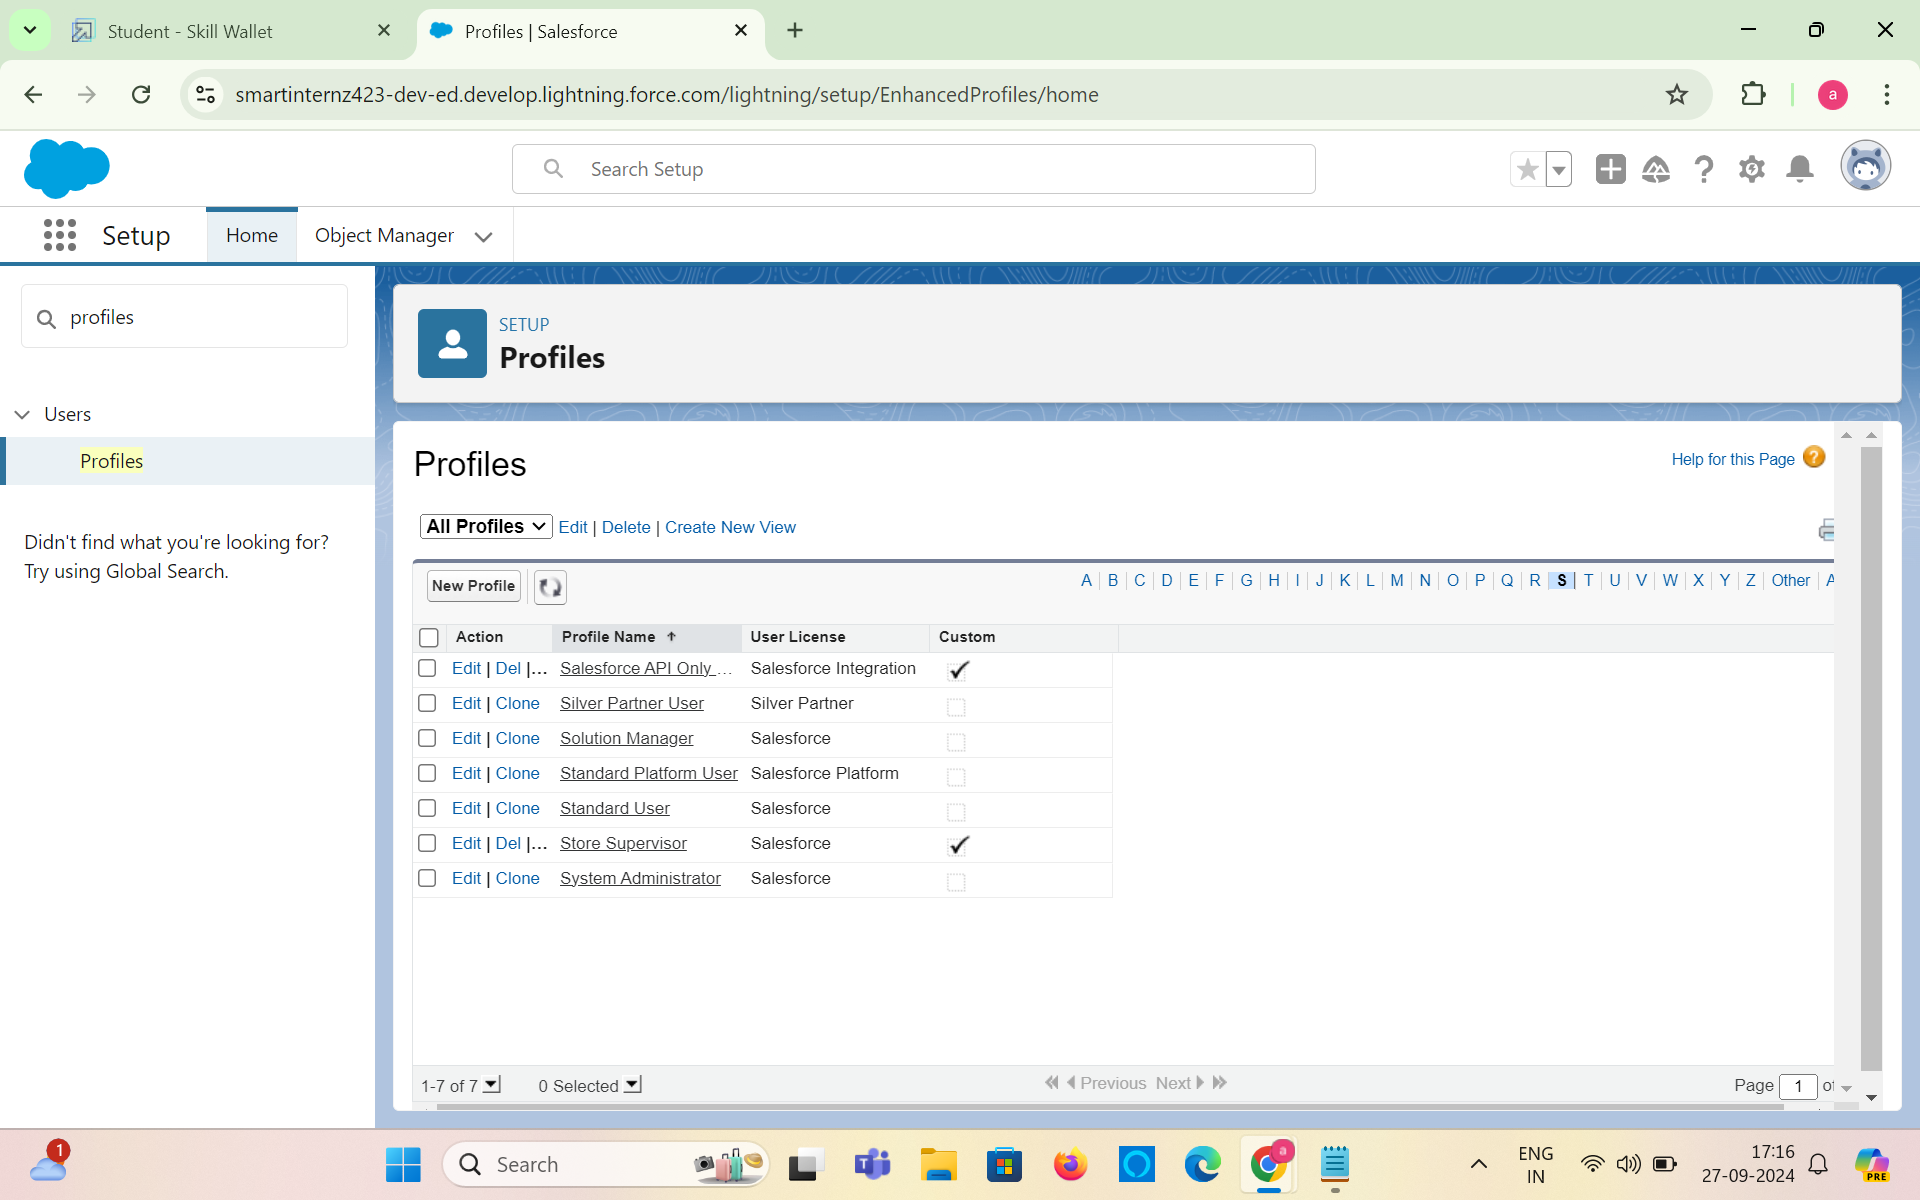 Student - Skill Wallet
Profiles | Salesforce
smartinternz423-dev-ed.develop.lightning.force.com/lightning/setup/EnhancedProfiles/home
a
Search Setup
Setup
Home
Object Manager
profiles
Users
Profiles
Didn't find what you're looking for?
Try using Global Search.
SETUP
Profiles
Profiles
Help for this Page ?
All Profiles Edit | Delete | Create New View
New Profile
A | B | C | D | E | F | G | H | I | J | K | L | M | N | O | P | Q | R | S | T | U | V | W | X | Y | Z | Other | A
Action Profile Name ↑ User License Custom
Edit | Del |... Salesforce API Only ... Salesforce Integration ✓
Edit | Clone Silver Partner User Silver Partner
Edit | Clone Solution Manager Salesforce
Edit | Clone Standard Platform User Salesforce Platform
Edit | Clone Standard User Salesforce
Edit | Del |... Store Supervisor Salesforce ✓
Edit | Clone System Administrator Salesforce
1-7 of 7 0 Selected Previous Next Page 1 of
1
Search
a
ENG
IN
17:16
27-09-2024
PRE